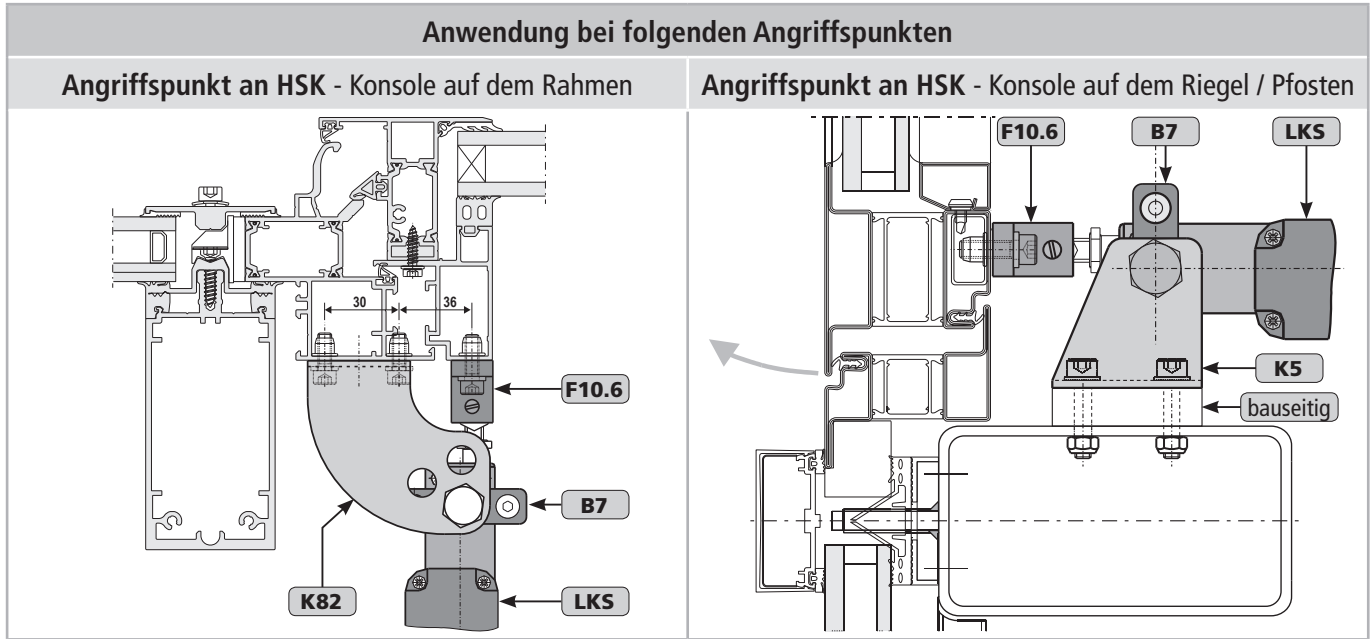 Anwendung bei folgenden Angriffspunkten
Angriffspunkt an HSK - Konsole auf dem Rahmen
Angriffspunkt an HSK - Konsole auf dem Riegel / Pfosten
30
36
F10.6
B7
K82
LKS
F10.6
B7
LKS
K5
bauseitig